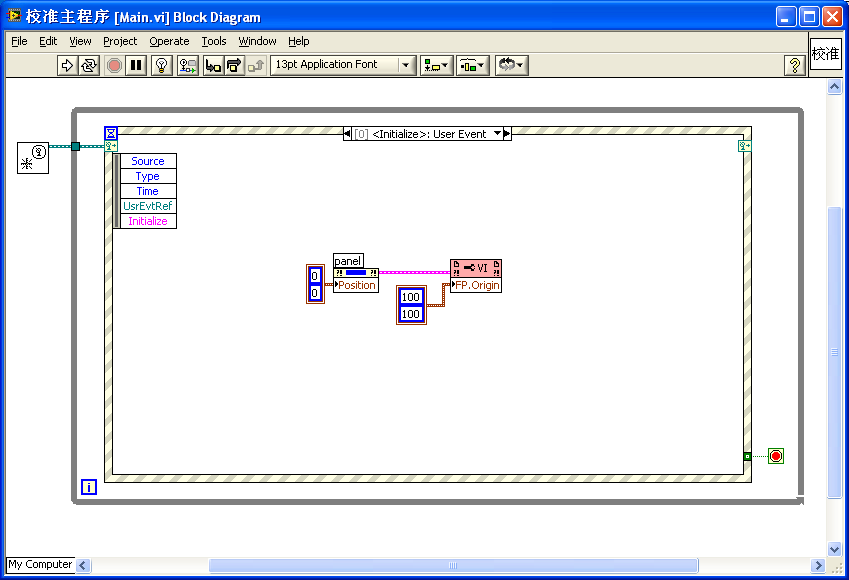 校准主程序 [Main.vi] Block Diagram
File Edit View Project Operate Tools Window Help
13pt Application Font
?
校准
[0] <Initialize>: User Event
Source
Type
Time
UsrEvtRef
Initialize
panel
VI
0
0
Position
FP.Origin
100
100
i
My Computer